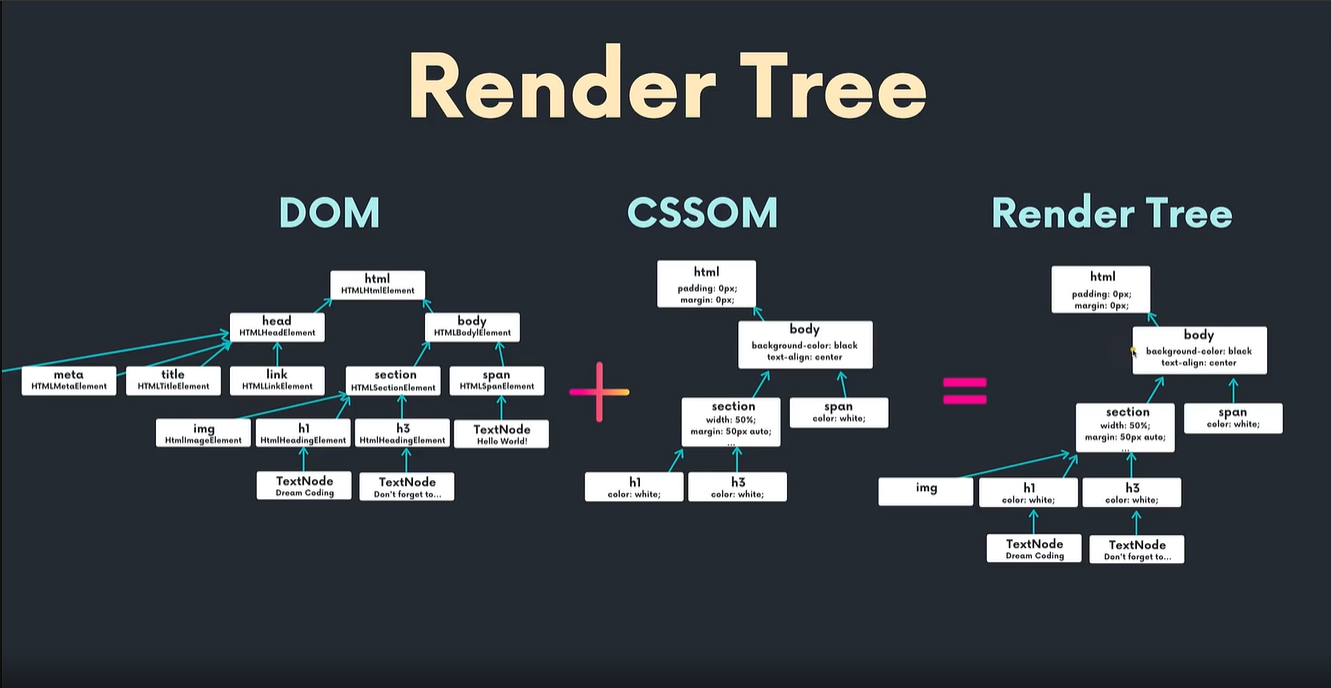 Render Tree
DOM
html
HTMLHtmlElement
head
HTMLHeadElement
body
HTMLBodylElement
meta
HTMLMetaElement
title
HTMLTitleElement
link
HTMLLinkElement
section
HTMLSectionElement
span
HTMLSpanElement
img
HtmlImageElement
h1
HtmlHeadingElement
h3
HtmlHeadingElement
TextNode
Hello World!
TextNode
Dream Coding
TextNode
Don't forget to...
+
CSSOM
html
padding: 0px;
margin: 0px;
body
background-color: black
text-align: center
section
width: 50%;
margin: 50px auto;
...
span
color: white;
h1
color: white;
h3
color: white;
=
Render Tree
html
padding: 0px;
margin: 0px;
body
background-color: black
text-align: center
section
width: 50%;
margin: 50px auto;
...
span
color: white;
img
h1
color: white;
h3
color: white;
TextNode
Dream Coding
TextNode
Don't forget to...